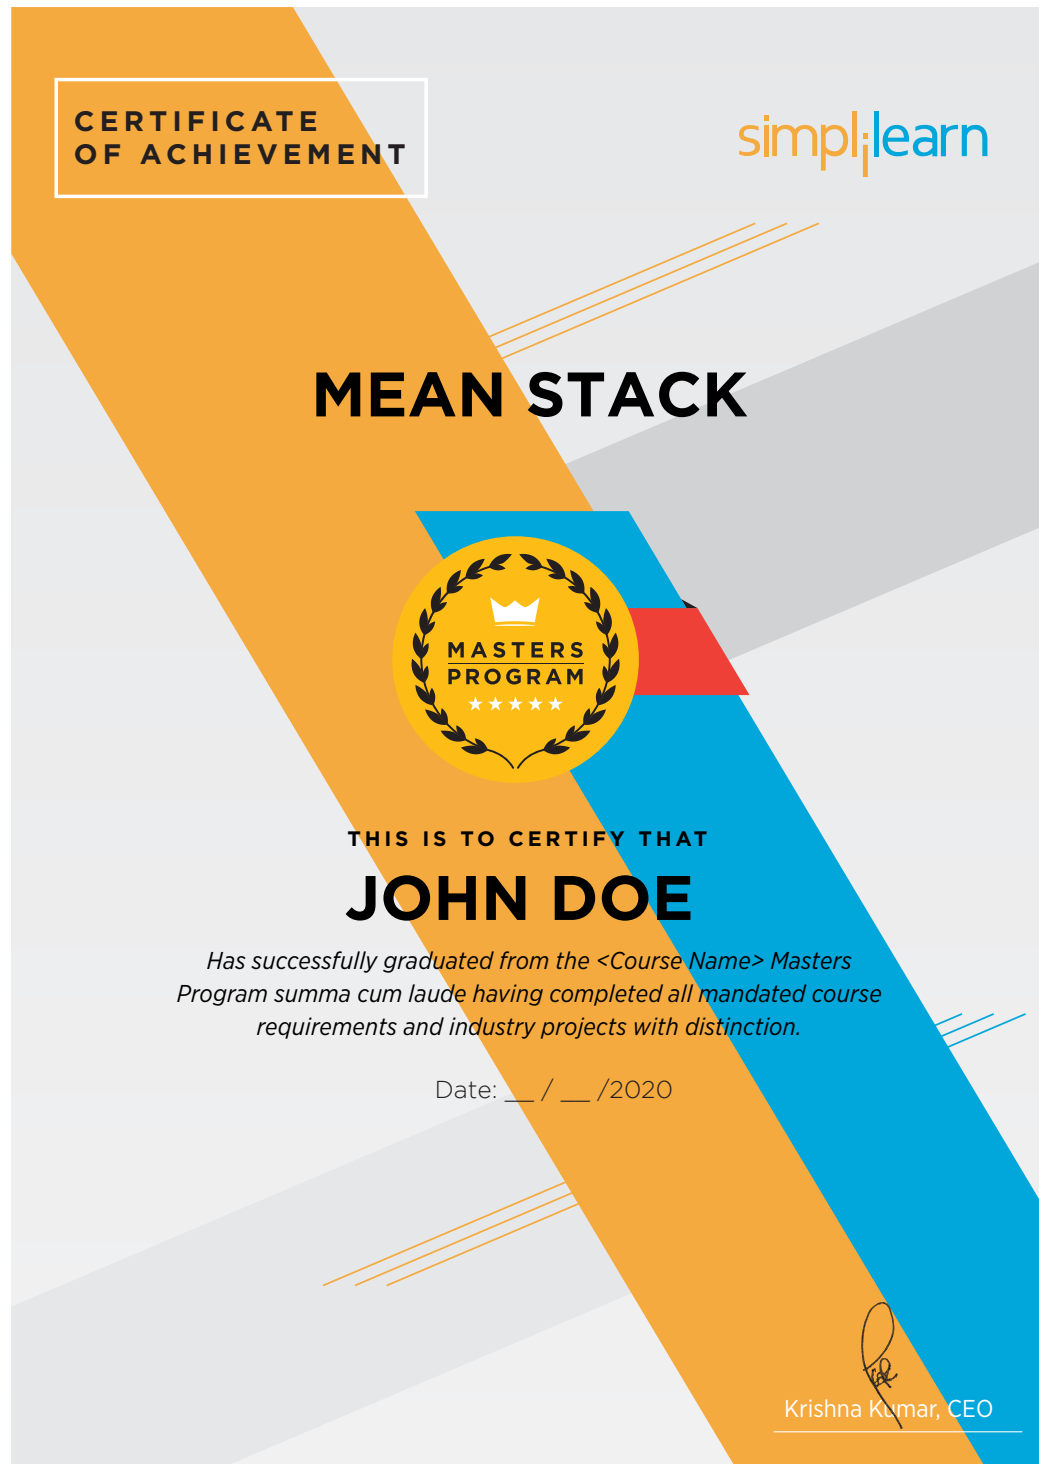 CERTIFICATE
OF ACHIEVEMENT
simplilearn
MEAN STACK
MASTERS
PROGRAM
THIS IS TO CERTIFY THAT
JOHN DOE
Has successfully graduated from the <Course Name> Masters
Program summa cum laude having completed all mandated course
requirements and industry projects with distinction.
Date: __ / __ /2020
Krishna Kumar, CEO